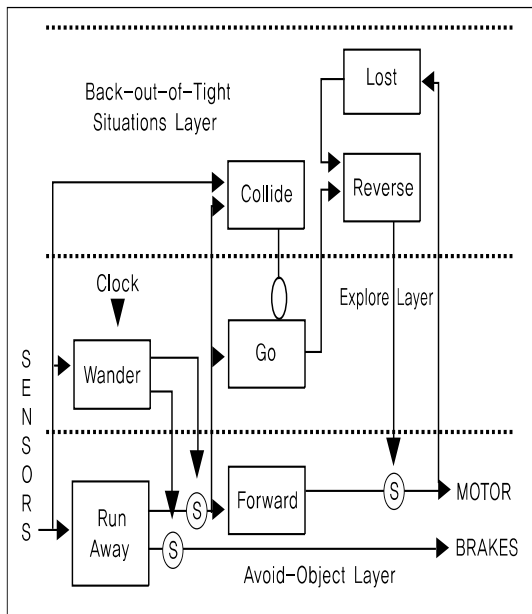 Lost
Back-out-of-Tight
Situations Layer
Reverse
Collide
Clock
Explore Layer
Go
Wander
SENSORS
S
Forward
S
MOTOR
Run
Away
S
BRAKES
Avoid-Object Layer